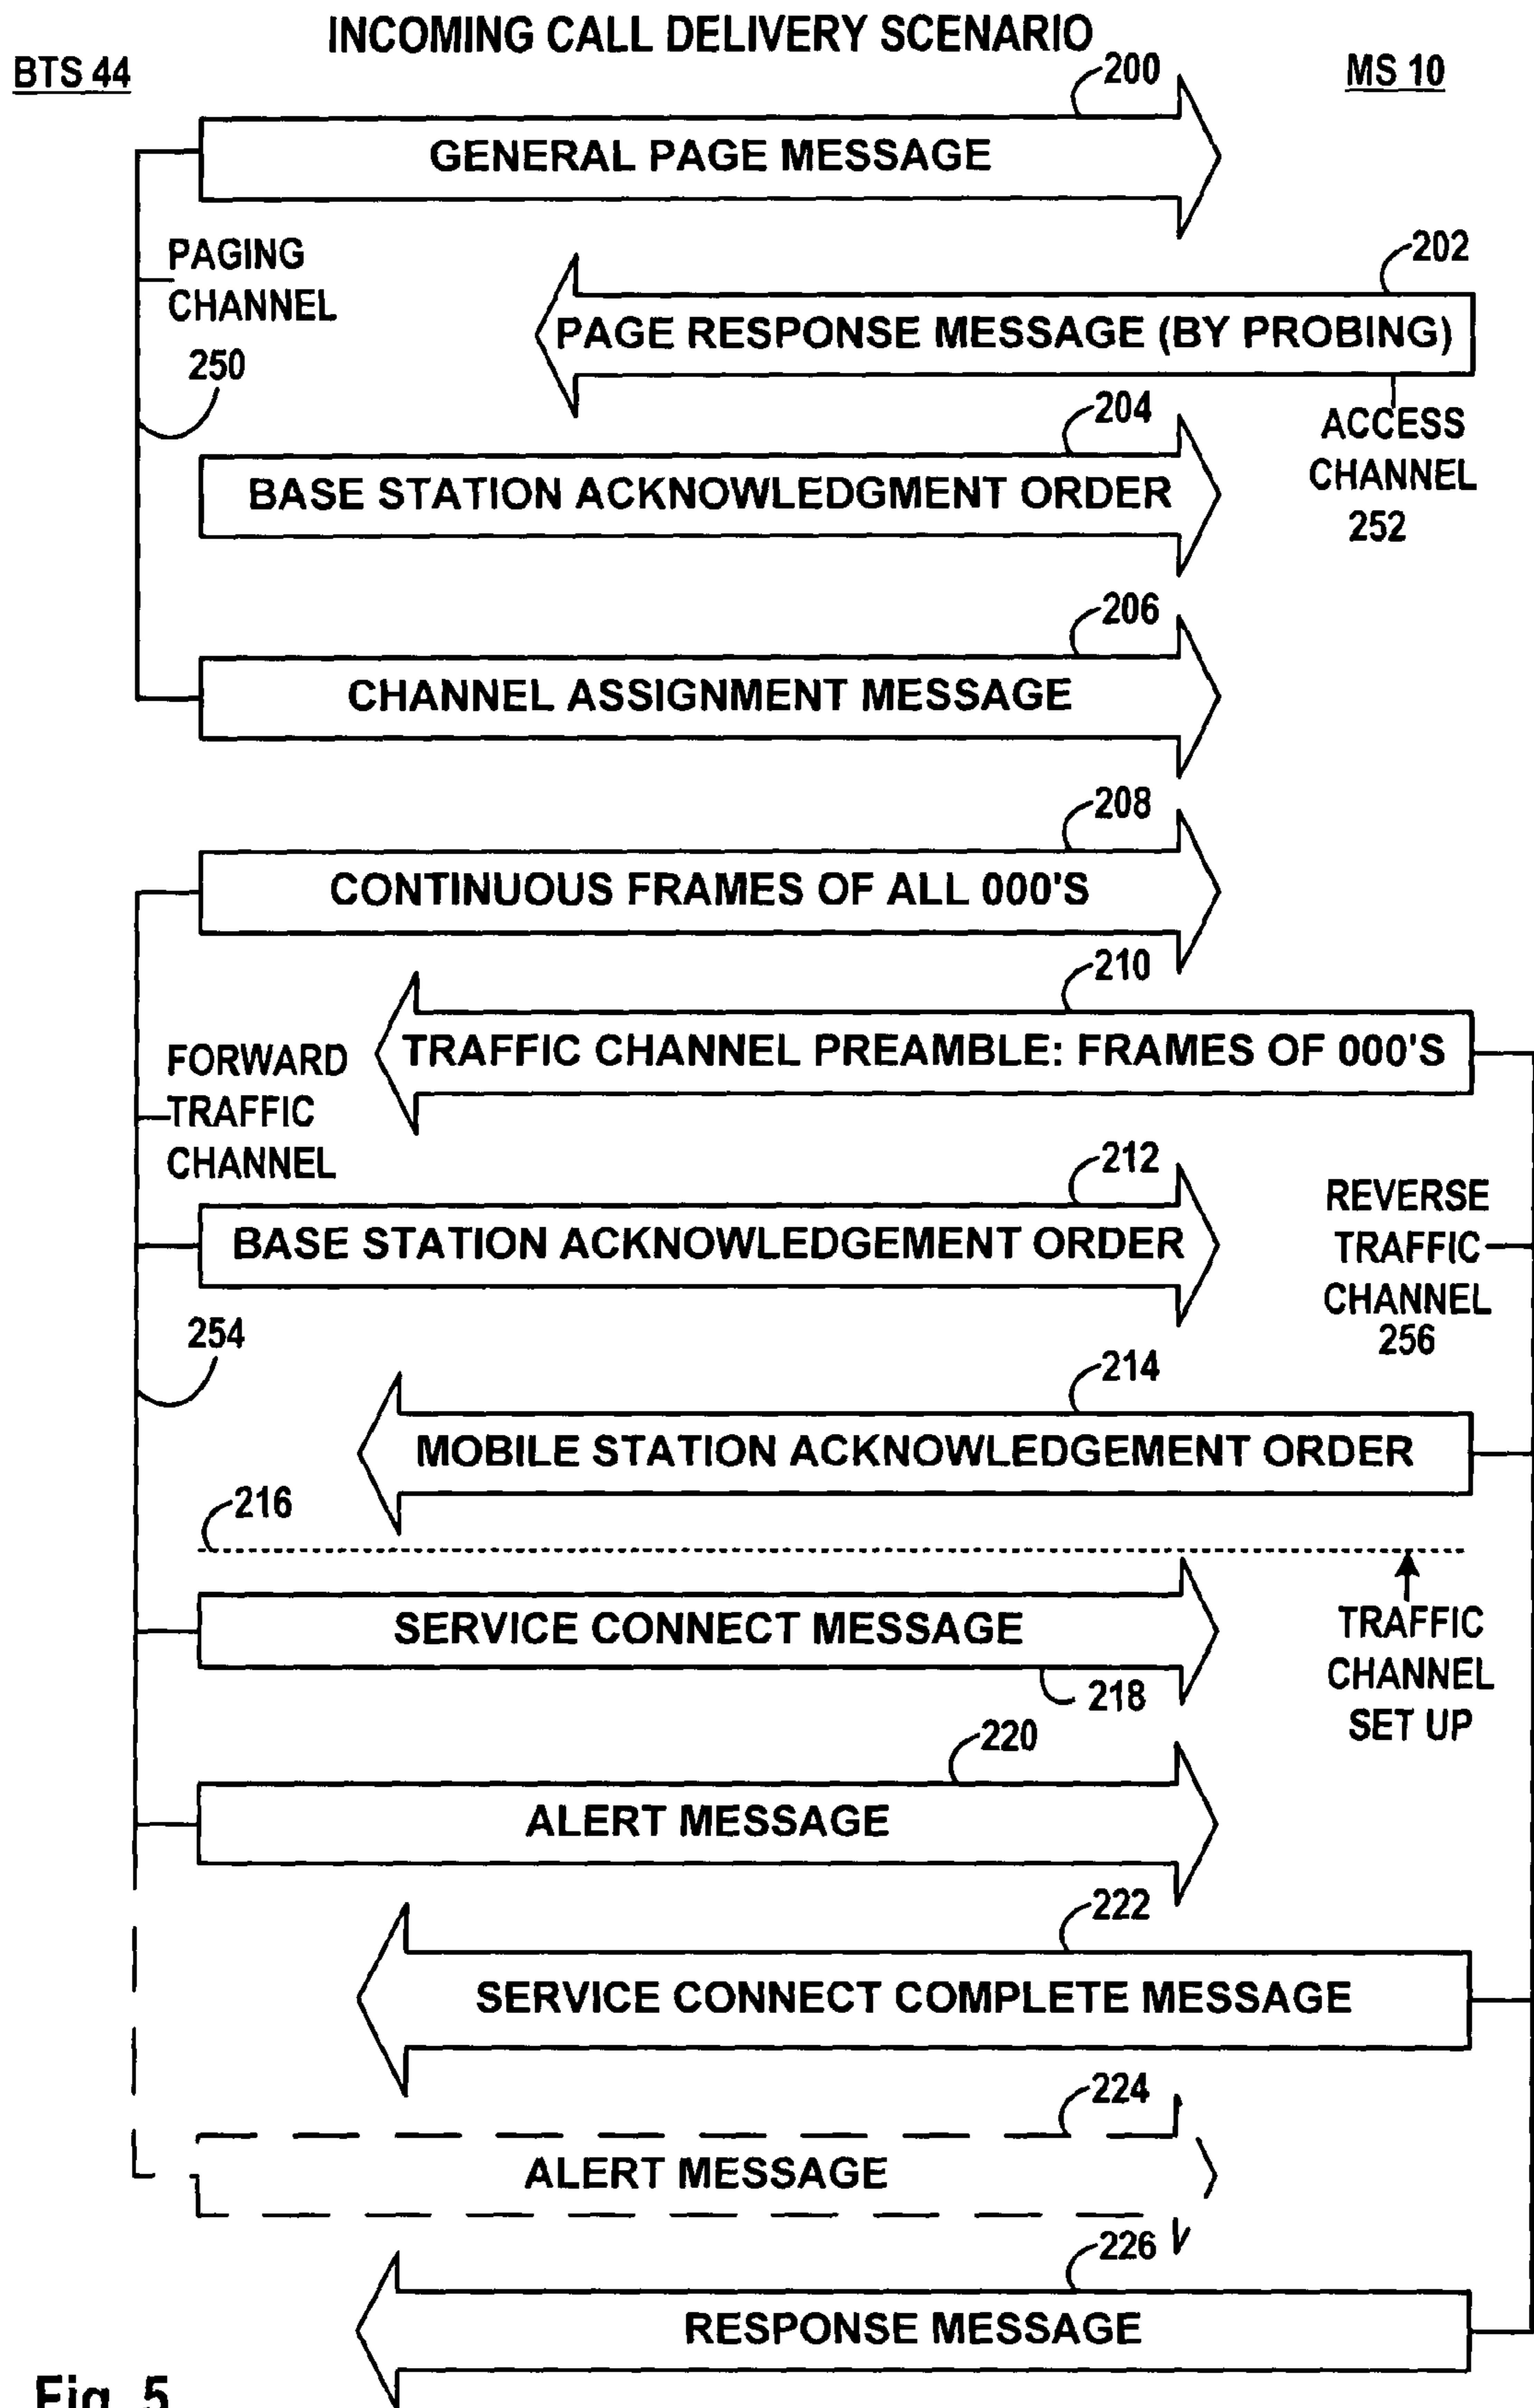 INCOMING CALL DELIVERY SCENARIO
BTS 44
200
MS 10
GENERAL PAGE MESSAGE
PAGING
CHANNEL
202
PAGE RESPONSE MESSAGE (BY PROBING)
250
204
ACCESS
CHANNEL
252
BASE STATION ACKNOWLEDGMENT ORDER
206
CHANNEL ASSIGNMENT MESSAGE
208
CONTINUOUS FRAMES OF ALL 000'S
210
TRAFFIC CHANNEL PREAMBLE: FRAMES OF 000'S
FORWARD
TRAFFIC
CHANNEL
212
BASE STATION ACKNOWLEDGEMENT ORDER
REVERSE
TRAFFIC
CHANNEL
256
254
214
MOBILE STATION ACKNOWLEDGEMENT ORDER
216
SERVICE CONNECT MESSAGE
218
TRAFFIC
CHANNEL
SET UP
220
ALERT MESSAGE
222
SERVICE CONNECT COMPLETE MESSAGE
224
ALERT MESSAGE
226
RESPONSE MESSAGE
Fig. 5